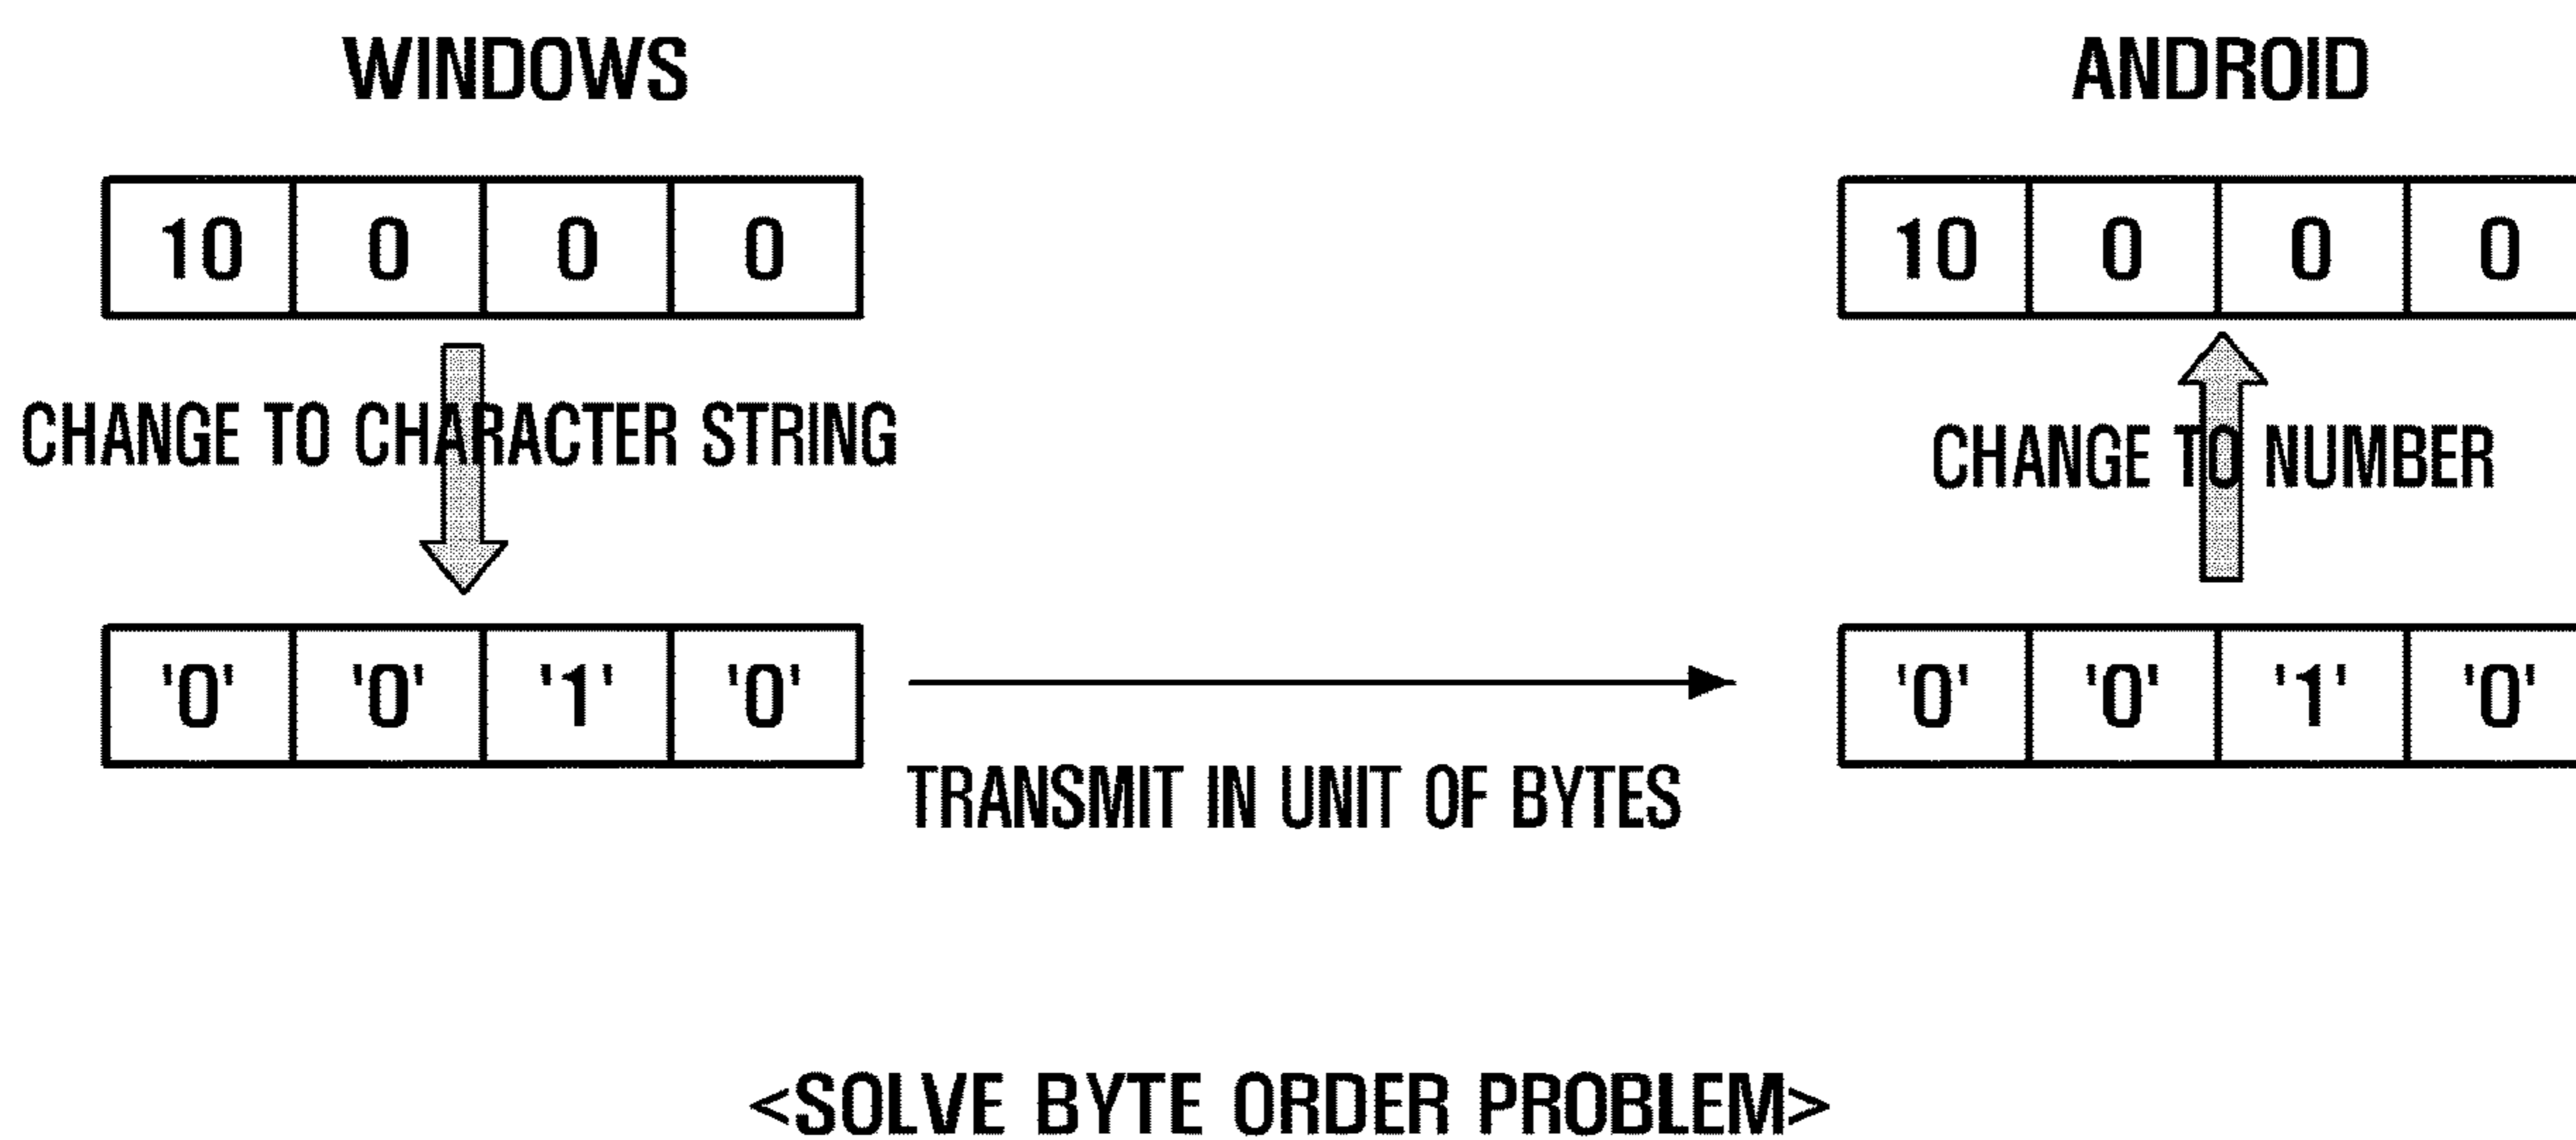 WINDOWS ANDROID
10 0 0 0 10 0 0 0
CHANGE TO CHARACTER STRING
CHANGE TO NUMBER
'0' '0' '1' '0' '0' '0' '1' '0'
TRANSMIT IN UNIT OF BYTES
<SOLVE BYTE ORDER PROBLEM>